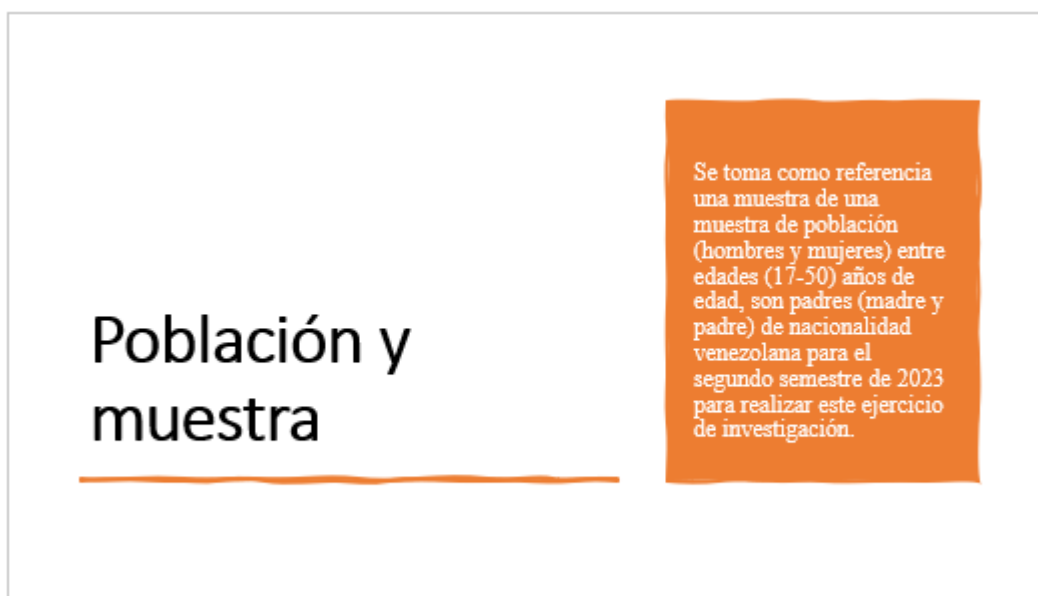 Población y
muestra
Se toma como referencia
una muestra de una
muestra de población
(hombres y mujeres) entre
edades (17-50) años de
edad, son padres (madre y
padre) de nacionalidad
venezolana para el
segundo semestre de 2023
para realizar este ejercicio
de investigación.